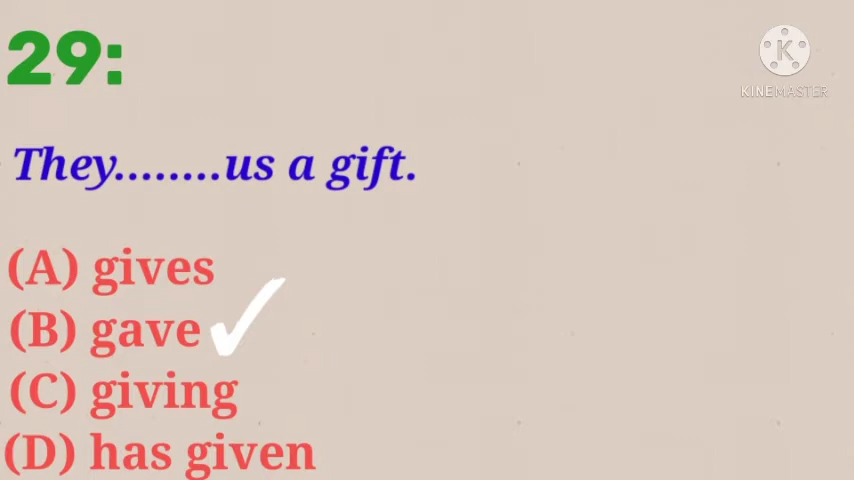 29:
KINEMASTER
They........us a gift.
(A) gives
(B) gave
(C) giving
(D) has given